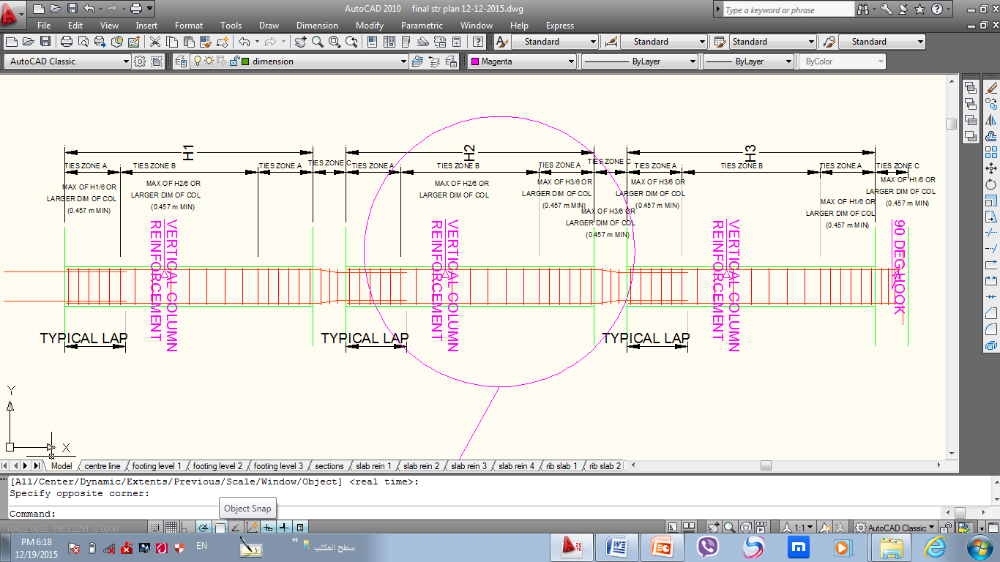 AutoCAD 2010 final str plan 12-12-2015.dwg
Type a keyword or phrase
File Edit View Insert Format Tools Draw Dimension Modify Parametric Window Help Express
Standard Standard Standard Standard
AutoCAD Classic dimension Magenta ByLayer ByLayer ByColor
H1 H2 H3
TIES ZONE A TIES ZONE B TIES ZONE A TIES ZONE C TIES ZONE A TIES ZONE B TIES ZONE A TIES ZONE C TIES ZONE A TIES ZONE B TIES ZONE A TIES ZONE C
MAX OF H1/6 OR
LARGER DIM OF COL
(0.457 m MIN)
MAX OF H2/6 OR
LARGER DIM OF COL
(0.457 m MIN)
MAX OF H2/6 OR
LARGER DIM OF COL
MAX OF H3/6 OR
LARGER DIM OF COL
MAX OF H3/6 OR
LARGER DIM OF COL
(0.457 m MIN)
MAX OF H3/6 OR
LARGER DIM OF COL
(0.457 m MIN)
MAX OF H1/6 OR
LARGER DIM OF COL
(0.457 m MIN)
MAX OF H1/6 OR
LARGER DIM OF COL
(0.457 m MIN)
VERTICAL COLUMN
REINFORCEMENT
VERTICAL COLUMN
REINFORCEMENT
VERTICAL COLUMN
REINFORCEMENT
90 DEG HOOK
TYPICAL LAP TYPICAL LAP TYPICAL LAP
Y
X
Model centre line footing level 1 footing level 2 footing level 3 sections slab rein 1 slab rein 2 slab rein 3 slab rein 4 rib slab 1 rib slab 2
[All/Center/Dynamic/Extents/Previous/Scale/Window/Object] <real time>:
Specify opposite corner:
Command:
Object Snap
10422.0038, 9969.2291, 0.0000 1:1 AutoCAD Classic
PM 6:18
12/19/2015
EN
سطح المكتب